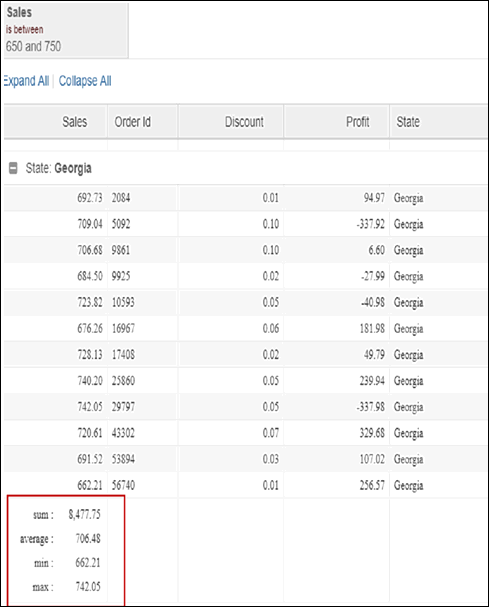 Sales
is between
650 and 750
Expand All | Collapse All
Sales Order Id Discount Profit State
State: Georgia
692.73 2084 0.01 94.97 Georgia
709.04 5092 0.10 -337.92 Georgia
706.68 9861 0.10 6.60 Georgia
684.50 9925 0.02 -27.99 Georgia
723.82 10593 0.05 -40.98 Georgia
676.26 16967 0.06 181.98 Georgia
728.13 17408 0.02 49.79 Georgia
740.20 25860 0.05 239.94 Georgia
742.05 29797 0.05 -337.98 Georgia
720.61 43302 0.07 329.68 Georgia
691.52 53894 0.03 107.02 Georgia
662.21 56740 0.01 256.57 Georgia
sum : 8,477.75
average : 706.48
min : 662.21
max : 742.05